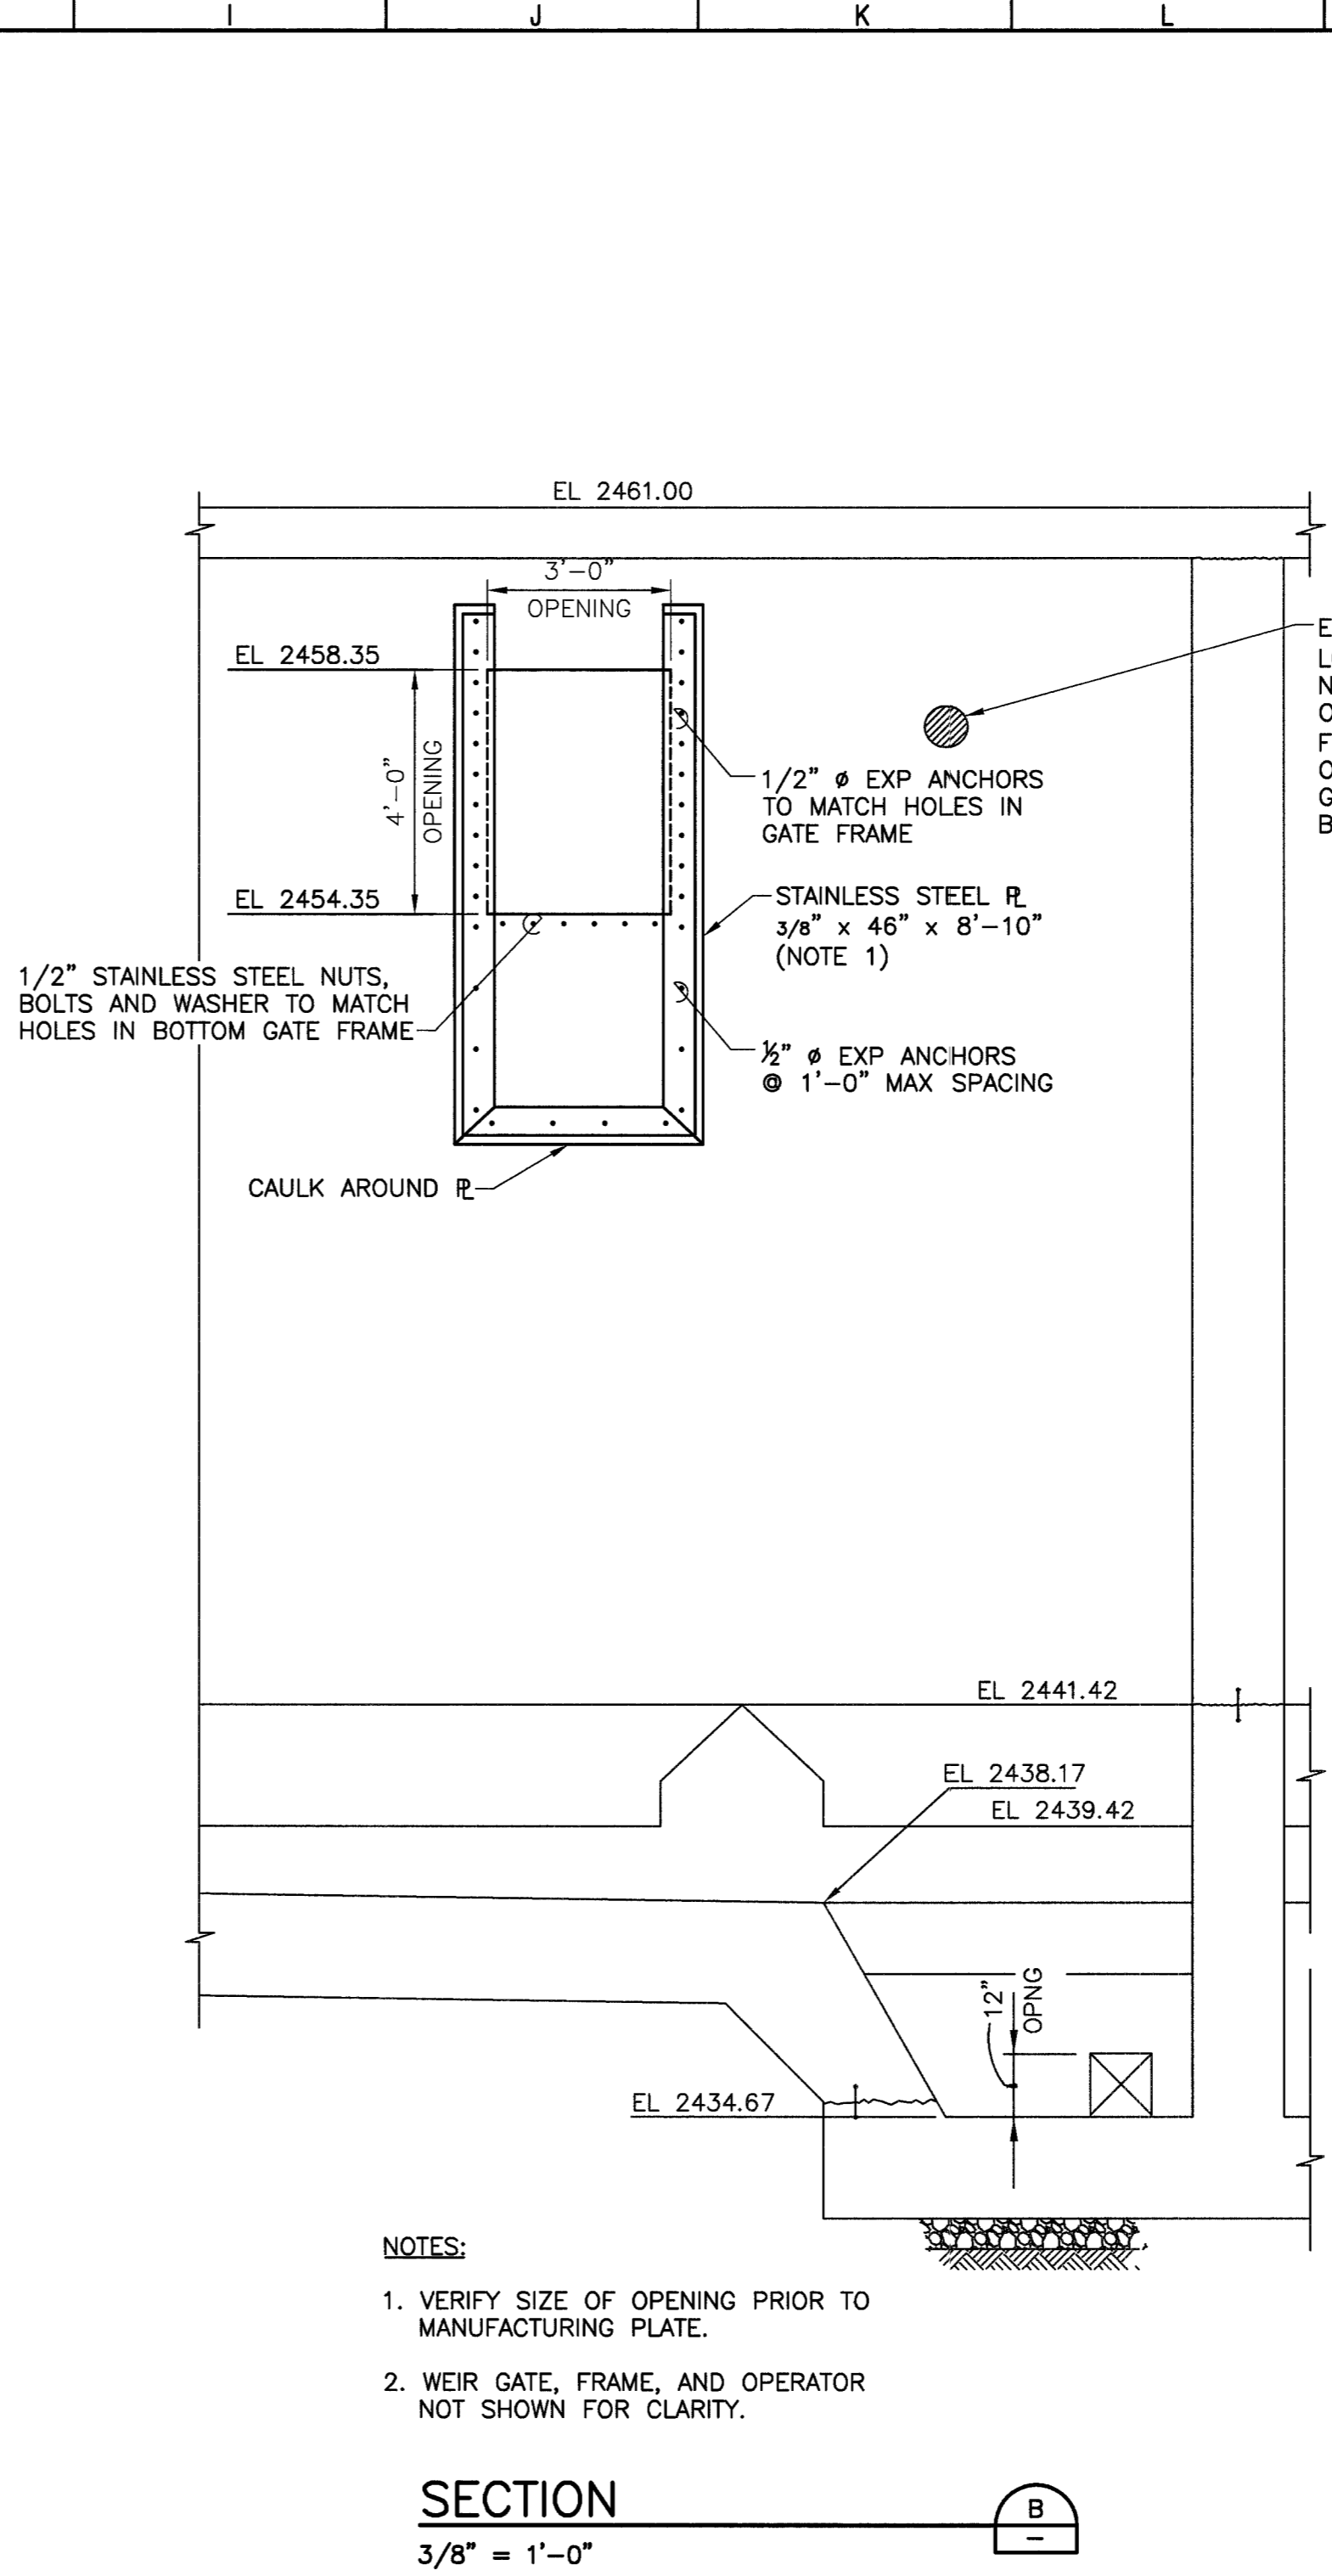 I J K L
EL 2461.00
3'-0"
OPENING
EL 2458.35
4'-0"
OPENING
EL 2454.35
1/2" ø EXP ANCHORS
TO MATCH HOLES IN
GATE FRAME
STAINLESS STEEL ⅊
3/8" x 46" x 8'-10"
(NOTE 1)
1/2" STAINLESS STEEL NUTS,
BOLTS AND WASHER TO MATCH
HOLES IN BOTTOM GATE FRAME
½" ø EXP ANCHORS
@ 1'-0" MAX SPACING
CAULK AROUND ⅊
EL 2441.42
EL 2438.17
EL 2439.42
12"
OPNG
EL 2434.67
NOTES:
1. VERIFY SIZE OF OPENING PRIOR TO
MANUFACTURING PLATE.
2. WEIR GATE, FRAME, AND OPERATOR
NOT SHOWN FOR CLARITY.
SECTION
B
–
3/8" = 1'-0"